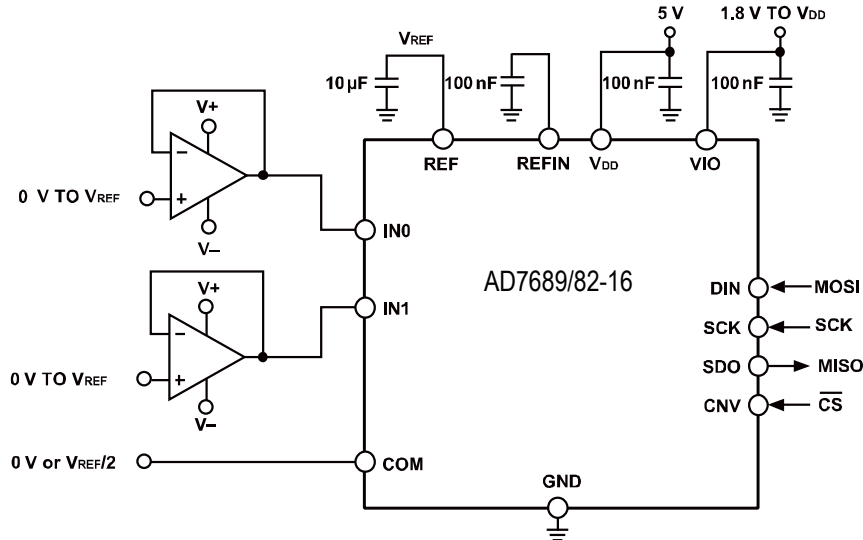 5 V
1.8 V TO VDD
VREF
10 µF
100 nF
100 nF
100 nF
REF
REFIN
VDD
VIO
V+
−
+
0 V TO VREF
V−
IN0
AD7689/82-16
V+
−
+
0 V TO VREF
V−
IN1
DIN
MOSI
SCK
SCK
SDO
MISO
CNV
CS
0 V or VREF/2
COM
GND